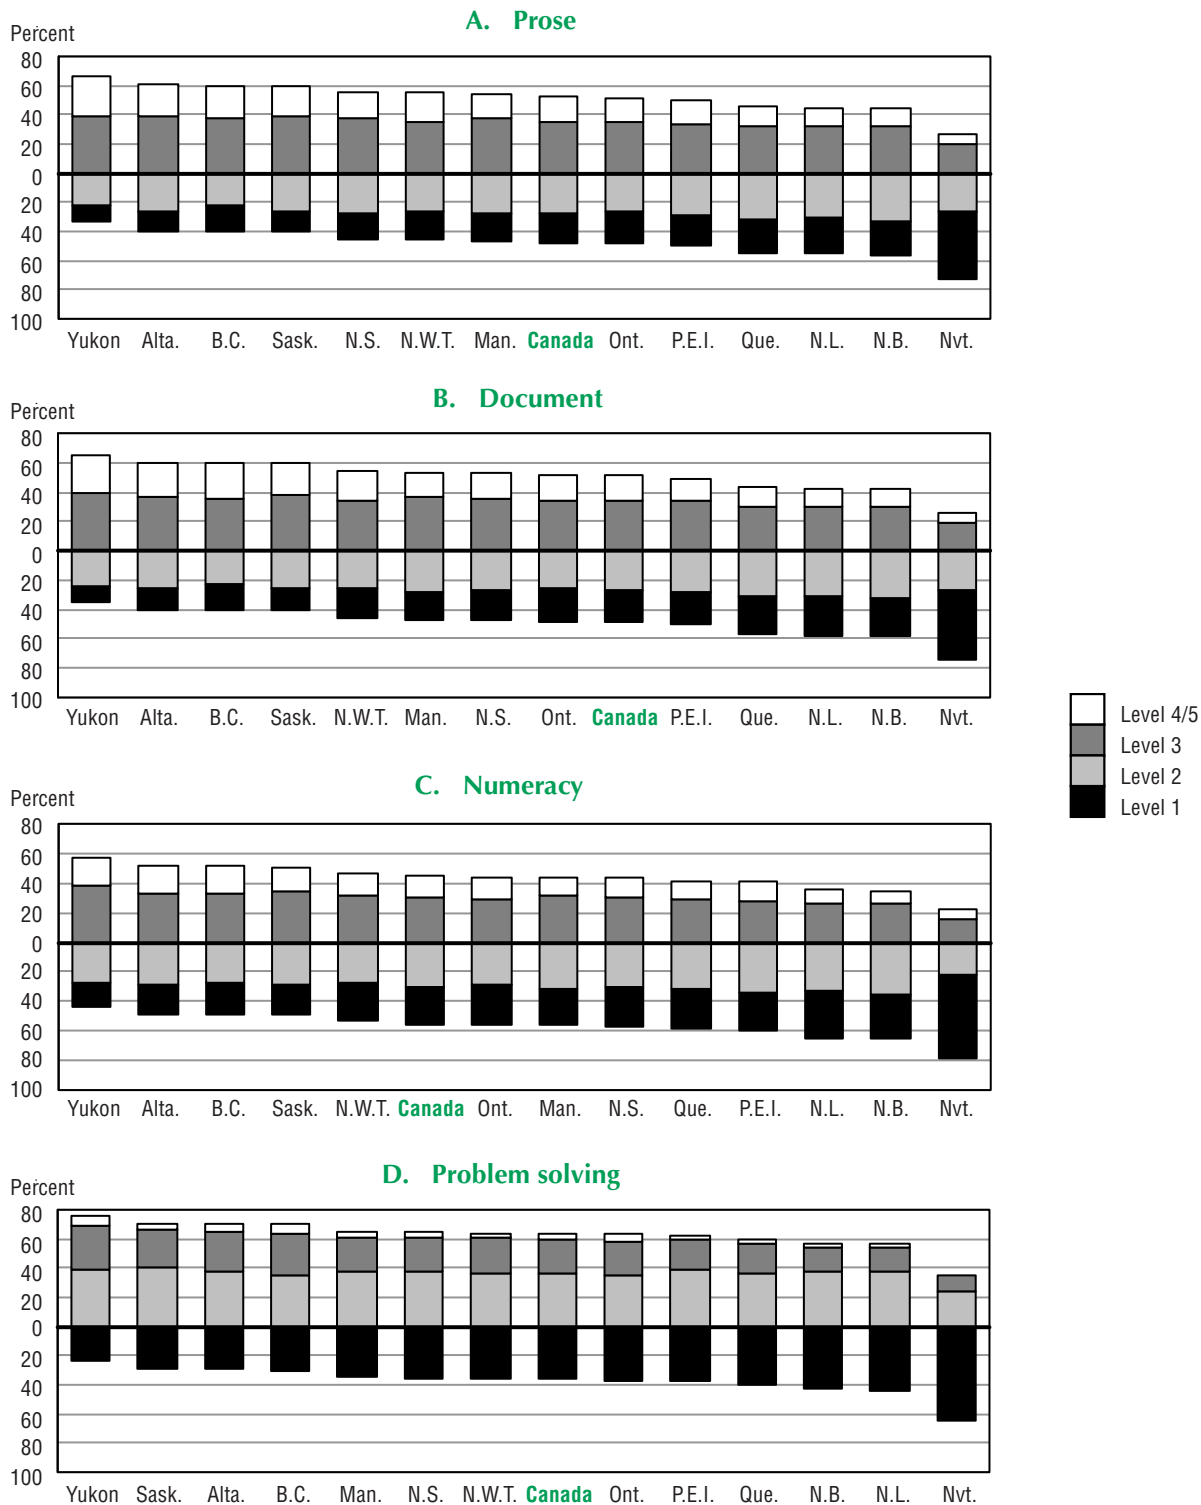 A. Prose
Percent
80
60
40
20
0
20
40
60
80
100
Yukon Alta. B.C. Sask. N.S. N.W.T. Man. Canada Ont. P.E.I. Que. N.L. N.B. Nvt.
B. Document
Percent
80
60
40
20
0
20
40
60
80
100
Yukon Alta. B.C. Sask. N.W.T. Man. N.S. Ont. Canada P.E.I. Que. N.L. N.B. Nvt.
Level 4/5
Level 3
Level 2
Level 1
C. Numeracy
Percent
80
60
40
20
0
20
40
60
80
100
Yukon Alta. B.C. Sask. N.W.T. Canada Ont. Man. N.S. Que. P.E.I. N.L. N.B. Nvt.
D. Problem solving
Percent
80
60
40
20
0
20
40
60
80
100
Yukon Sask. Alta. B.C. Man. N.S. N.W.T. Canada Ont. P.E.I. Que. N.B. N.L. Nvt.